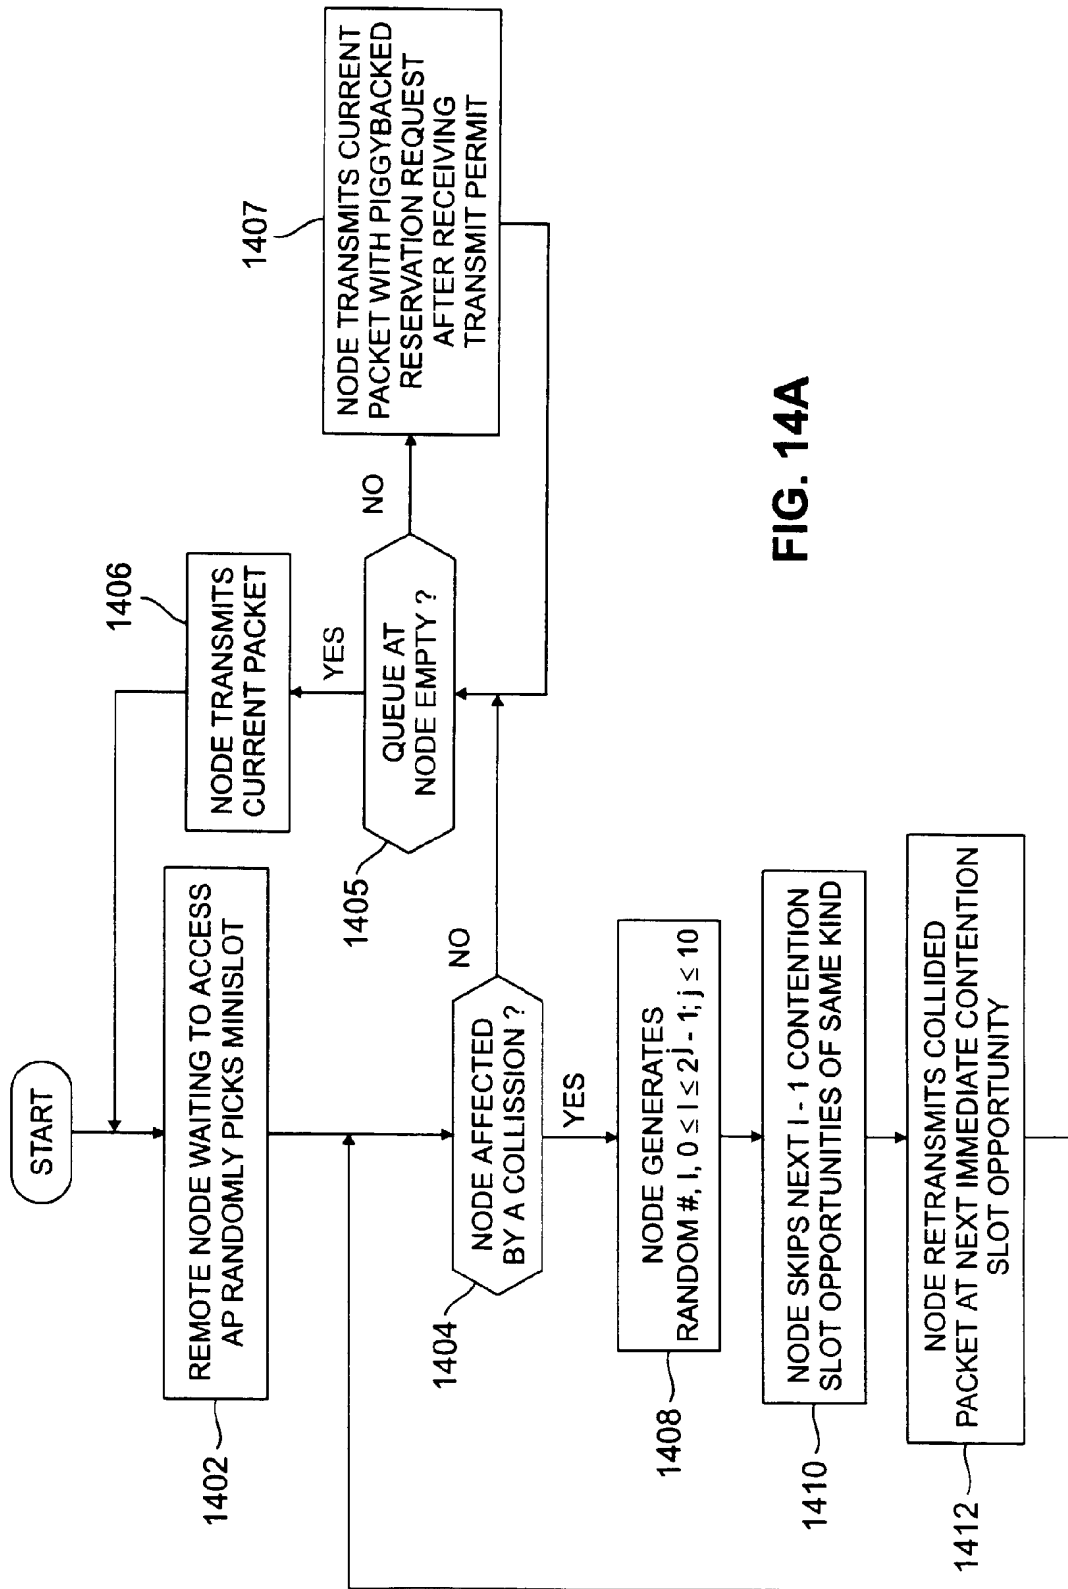 START
REMOTE NODE WAITING TO ACCESS
AP RANDOMLY PICKS MINISLOT
1402
NODE AFFECTED
BY A COLLISSION ?
1404
NO
YES
QUEUE AT
NODE EMPTY ?
1405
YES
NO
NODE TRANSMITS
CURRENT PACKET
1406
NODE TRANSMITS CURRENT
PACKET WITH PIGGYBACKED
RESERVATION REQUEST
AFTER RECEIVING
TRANSMIT PERMIT
1407
NODE GENERATES
RANDOM #, I, 0 ≤ I ≤ 2^j - 1; j ≤ 10
1408
NODE SKIPS NEXT I - 1 CONTENTION
SLOT OPPORTUNITIES OF SAME KIND
1410
NODE RETRANSMITS COLLIDED
PACKET AT NEXT IMMEDIATE CONTENTION
SLOT OPPORTUNITY
1412
FIG. 14A